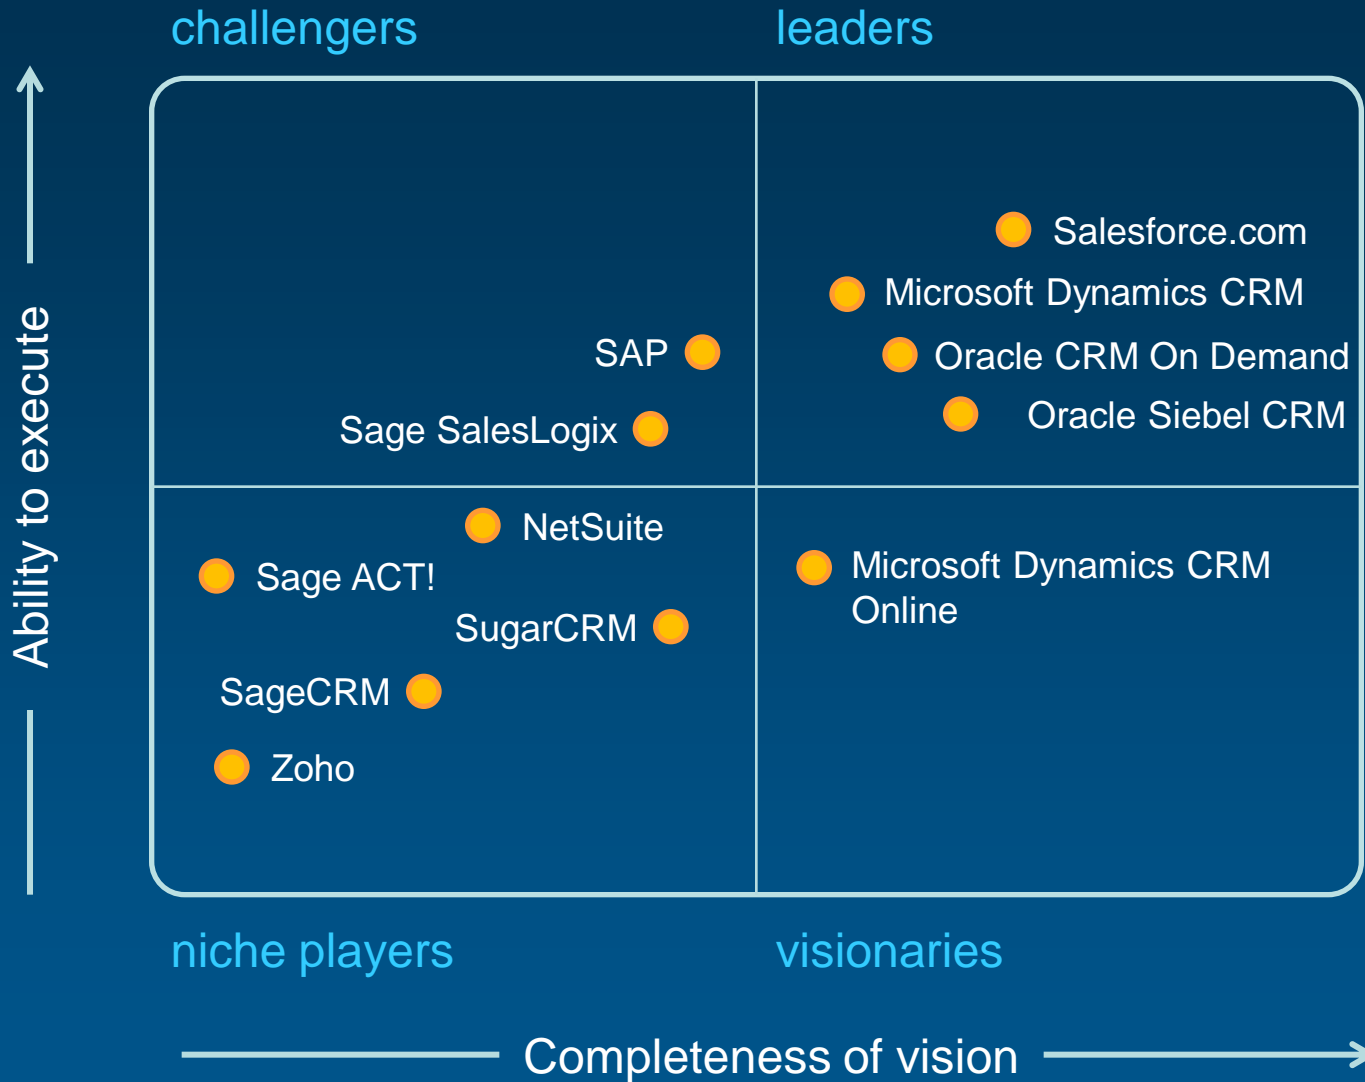 challengers
leaders
Salesforce.com
Microsoft Dynamics CRM
SAP
Oracle CRM On Demand
Oracle Siebel CRM
Sage SalesLogix
Ability to execute
NetSuite
Sage ACT!
Microsoft Dynamics CRM
Online
SugarCRM
SageCRM
Zoho
niche players
visionaries
Completeness of vision